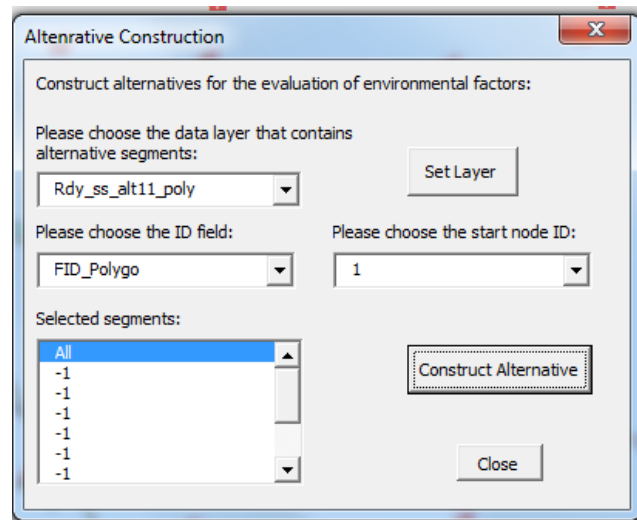 Altenrative Construction
Construct alternatives for the evaluation of environmental factors:
Please choose the data layer that contains
alternative segments:
Rdy_ss_alt11_poly
Set Layer
Please choose the ID field:
Please choose the start node ID:
FID_Polygo
1
Selected segments:
All
-1
-1
-1
-1
-1
-1
Construct Alternative
Close